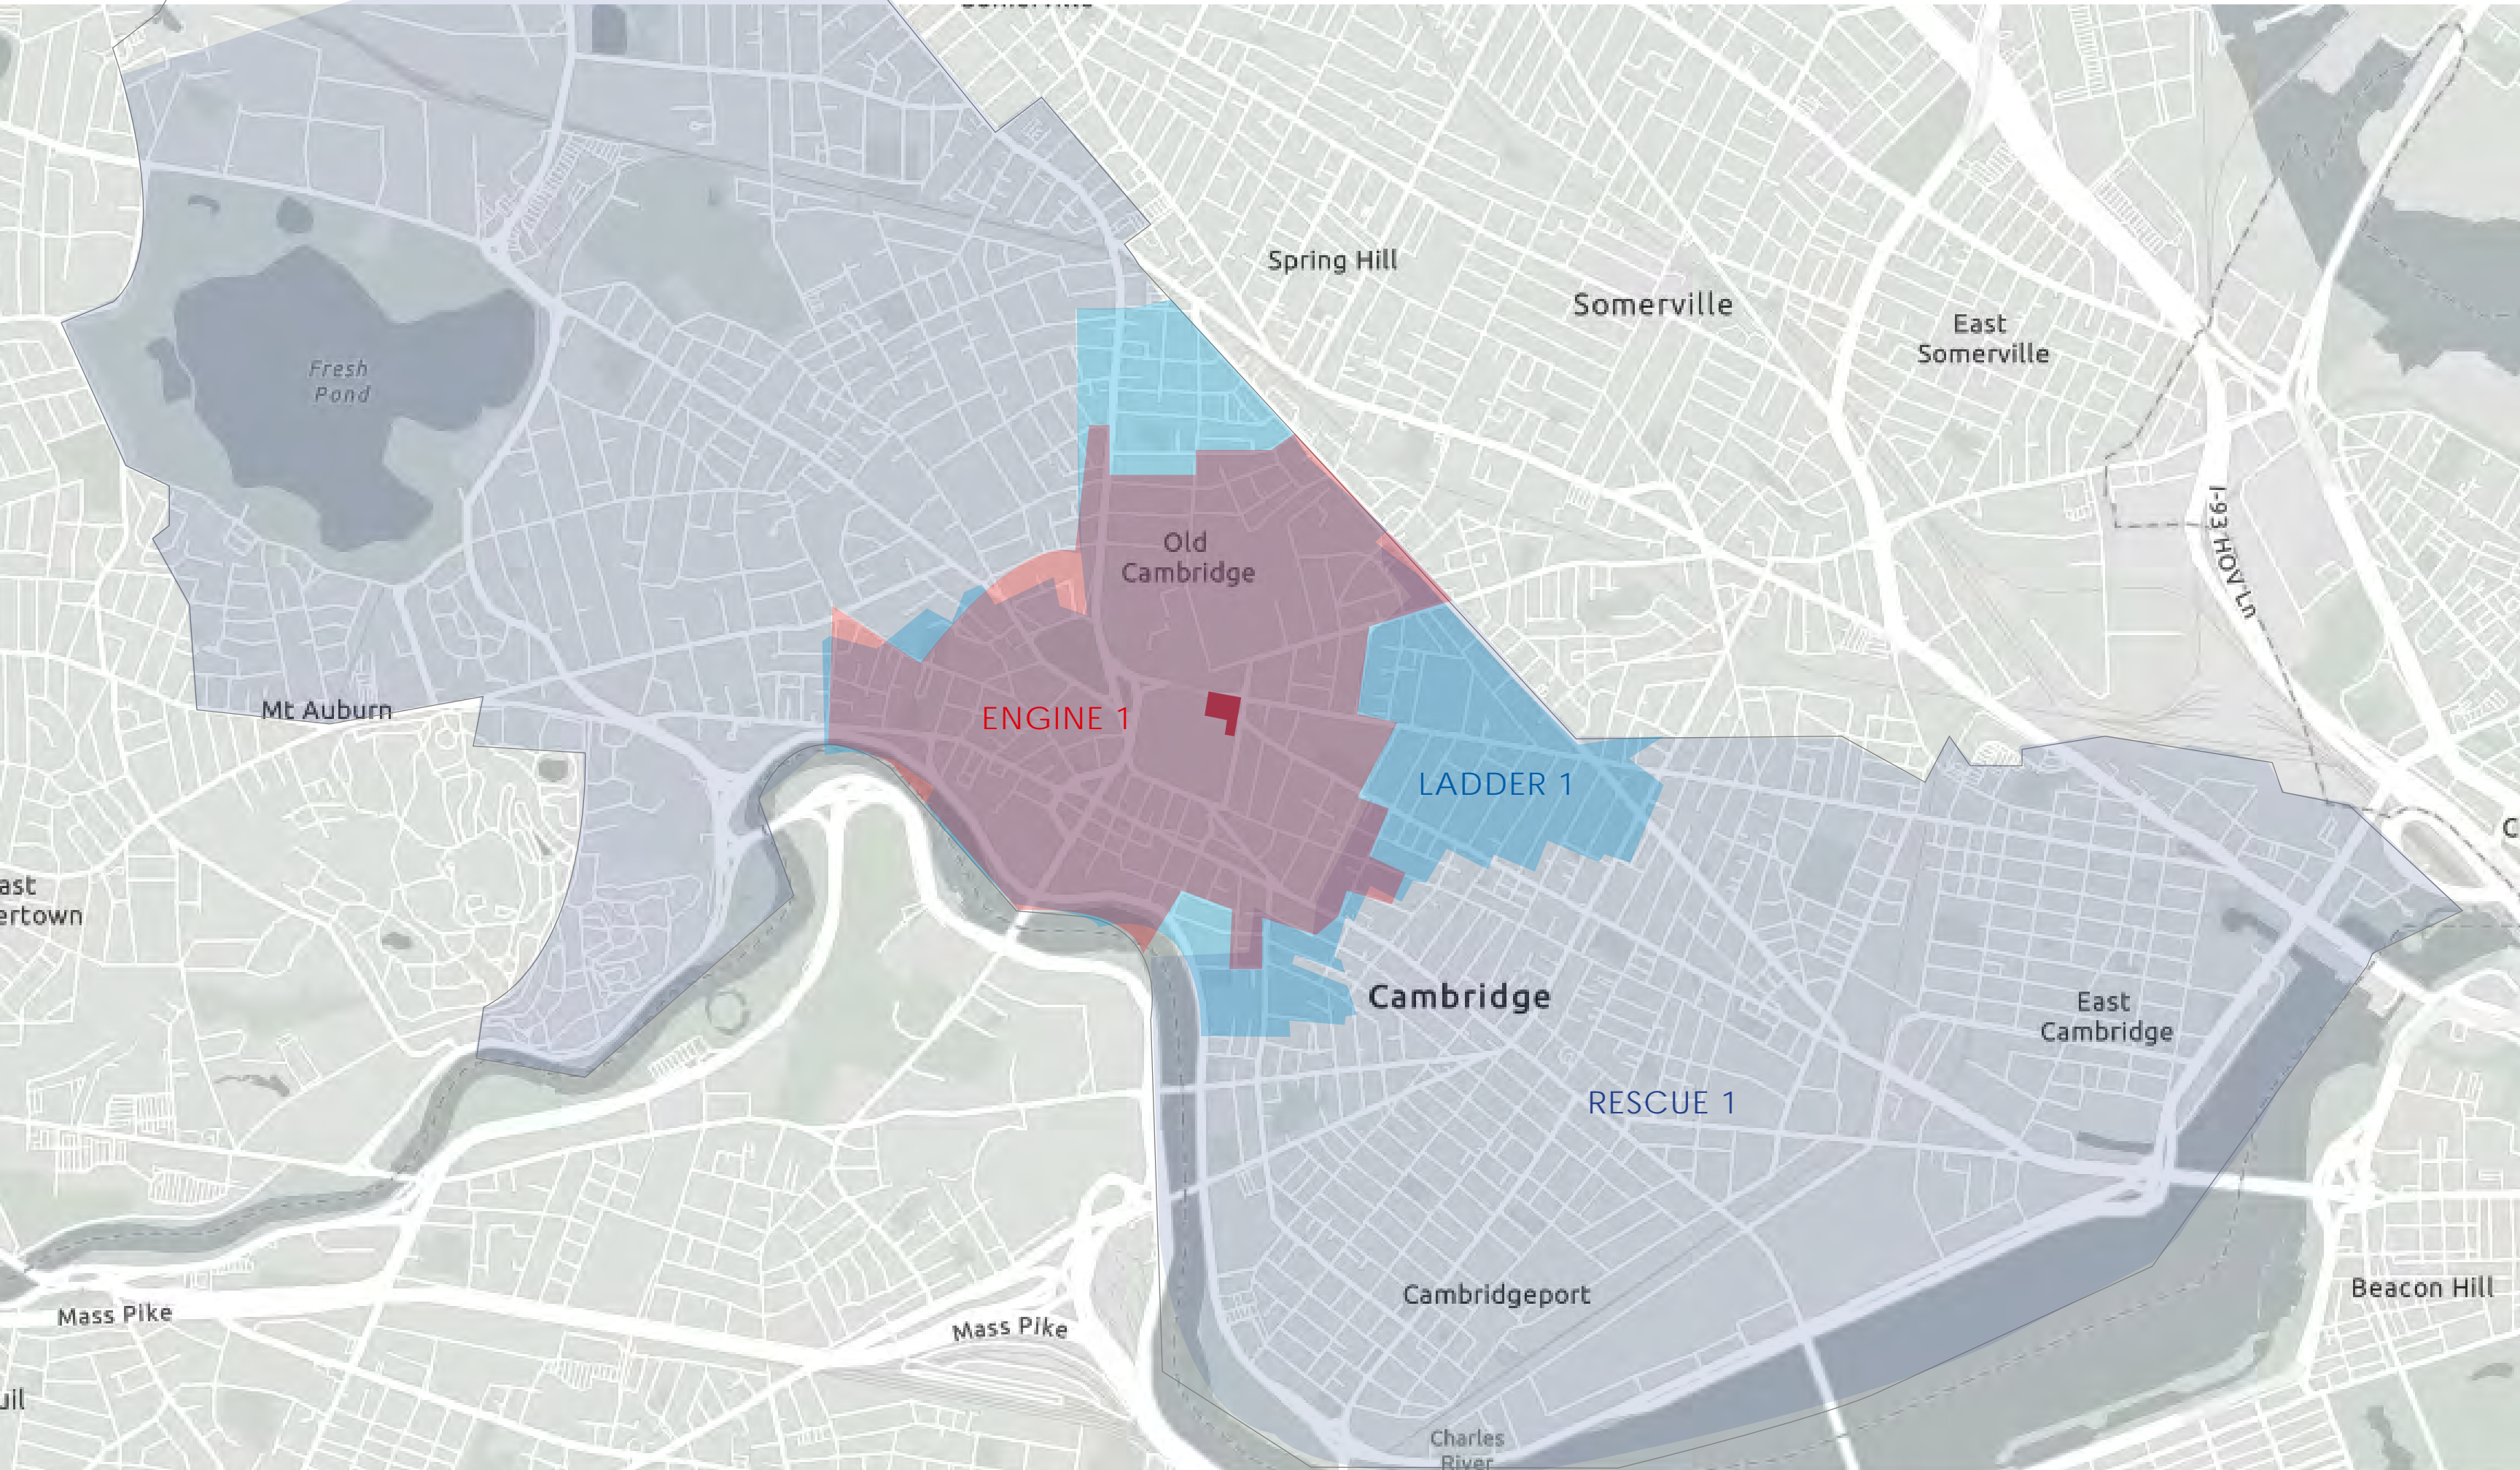 Spring Hill
Somerville
East
Somerville
Fresh
Pond
I-93 HOV Ln
Old
Cambridge
Mt Auburn
ENGINE 1
LADDER 1
ast
ertown
Cambridge
East
Cambridge
RESCUE 1
Cambridgeport
Beacon Hill
Mass Pike
Mass Pike
Charles
River